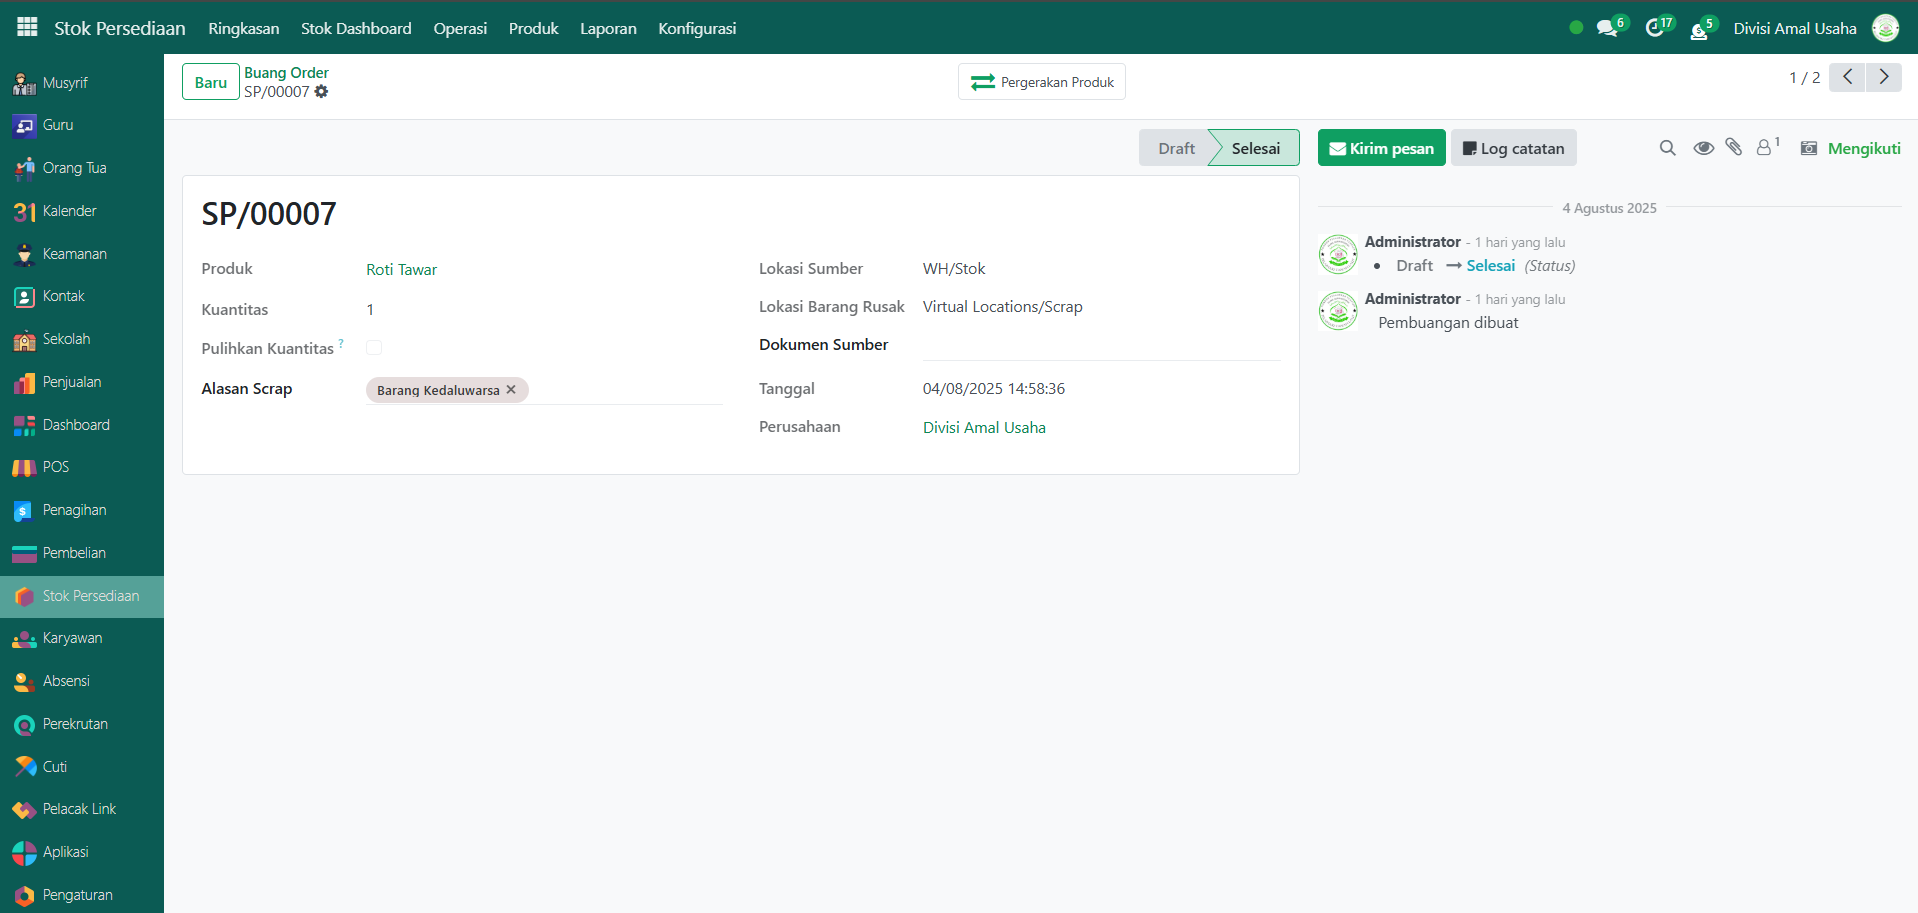 Stok Persediaan Ringkasan Stok Dashboard Operasi Produk Laporan Konfigurasi 6 17 5 Divisi Amal Usaha
Musyrif
Guru
Orang Tua
31 Kalender
Keamanan
Kontak
Sekolah
Penjualan
Dashboard
POS
Penagihan
Pembelian
Stok Persediaan
Karyawan
Absensi
Perekrutan
Cuti
Pelacak Link
Aplikasi
Pengaturan
Baru
Buang Order
SP/00007
Pergerakan Produk
1 / 2
Draft Selesai
Kirim pesan Log catatan 1 Mengikuti
SP/00007
Produk Roti Tawar
Kuantitas 1
Pulihkan Kuantitas ?
Alasan Scrap Barang Kedaluwarsa ✕
Lokasi Sumber WH/Stok
Lokasi Barang Rusak Virtual Locations/Scrap
Dokumen Sumber
Tanggal 04/08/2025 14:58:36
Perusahaan Divisi Amal Usaha
4 Agustus 2025
Administrator - 1 hari yang lalu
• Draft → Selesai (Status)
Administrator - 1 hari yang lalu
Pembuangan dibuat